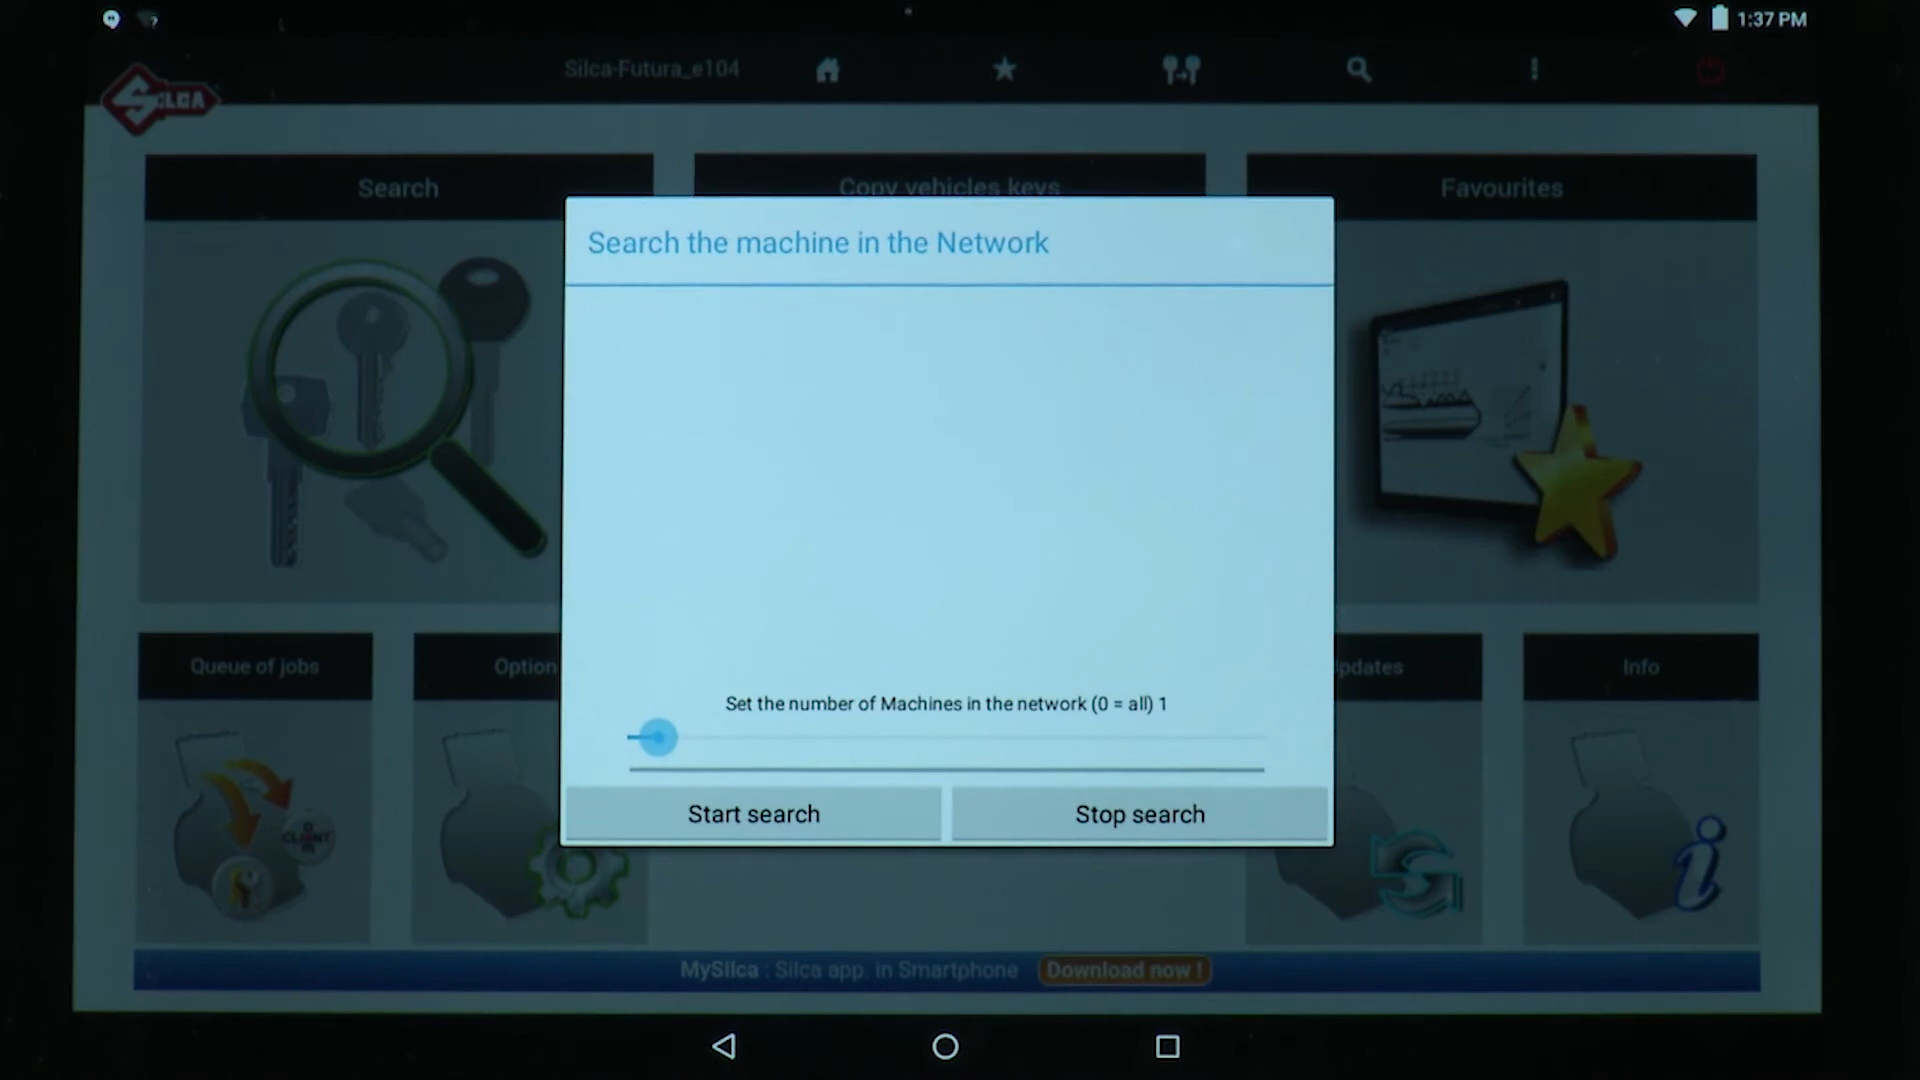 1:37 PM
Silca-Futura_e104
SILCA
Search
Copy vehicles keys
Favourites
Search the machine in the Network
Queue of jobs
Option
pdates
Info
Set the number of Machines in the network (0 = all) 1
Start search
Stop search
MySilca : Silca app. in Smartphone Download now !